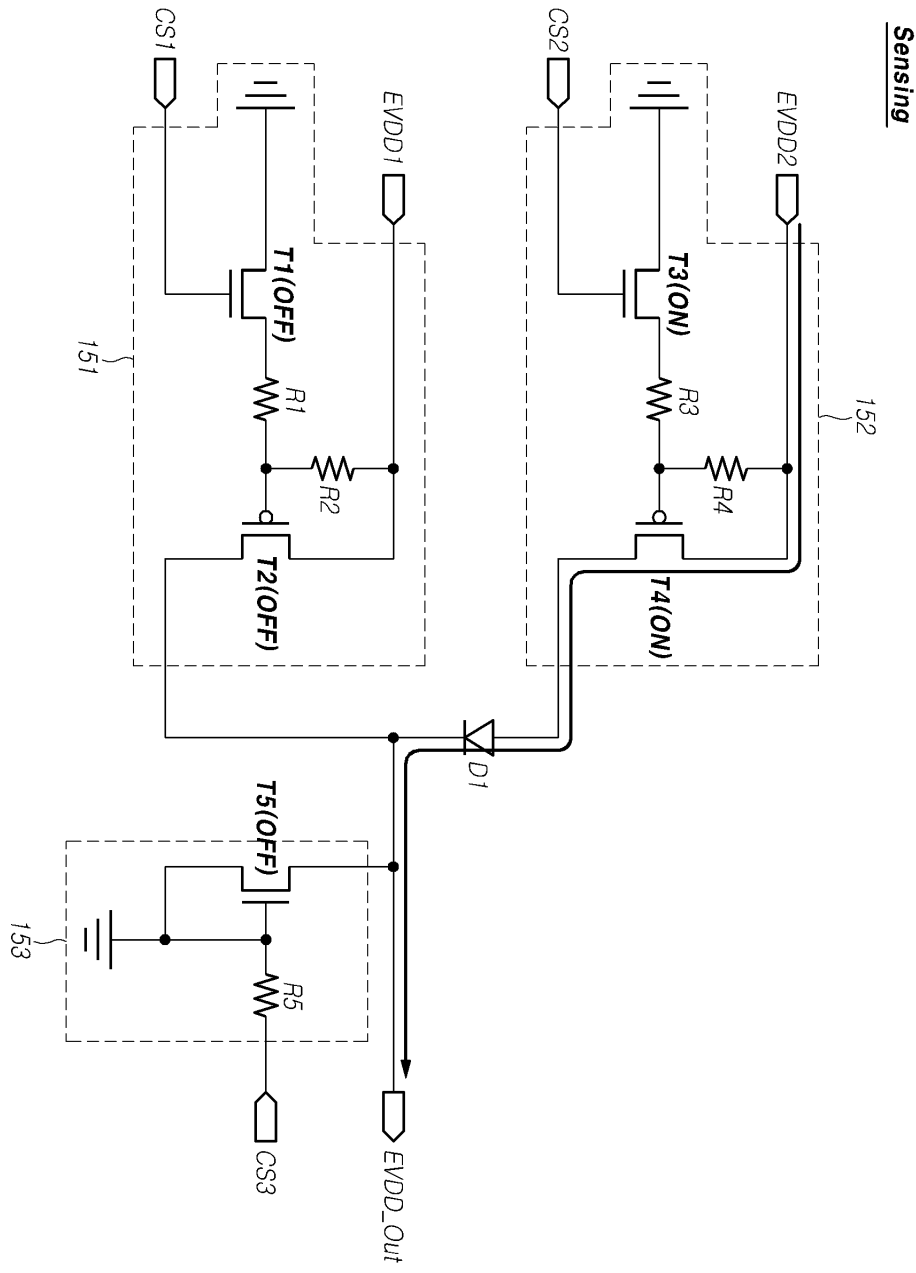 Sensing
EVDD2
152
R4
CS2
T3(ON)
R3
T4(ON)
D1
EVDD1
R2
CS1
T1(OFF)
R1
T2(OFF)
151
T5(OFF)
R5
153
EVDD_Out
CS3